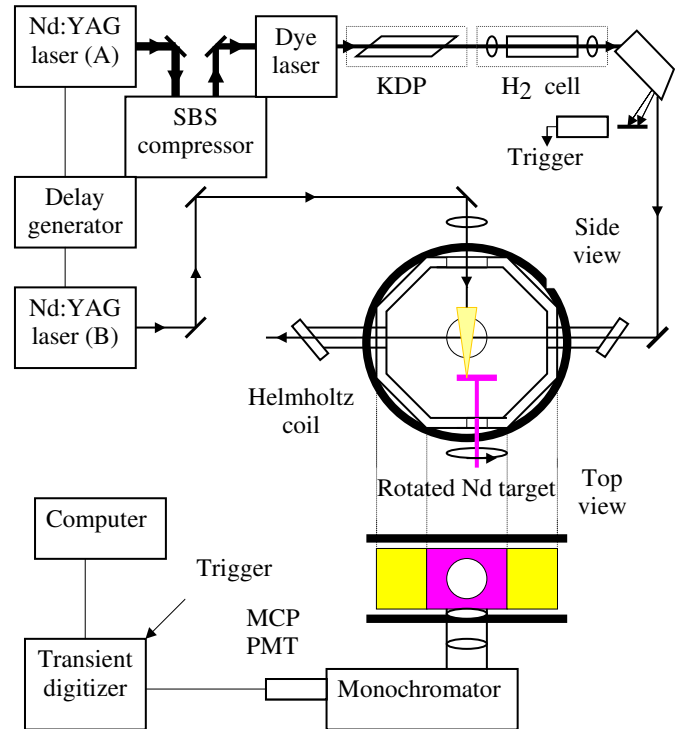 Nd:YAG
laser (A)
Dye
laser
KDP
H2 cell
SBS
compressor
Trigger
Delay
generator
Side
view
Nd:YAG
laser (B)
Helmholtz
coil
Rotated Nd target
Top
view
Computer
Trigger
MCP
PMT
Transient
digitizer
Monochromator